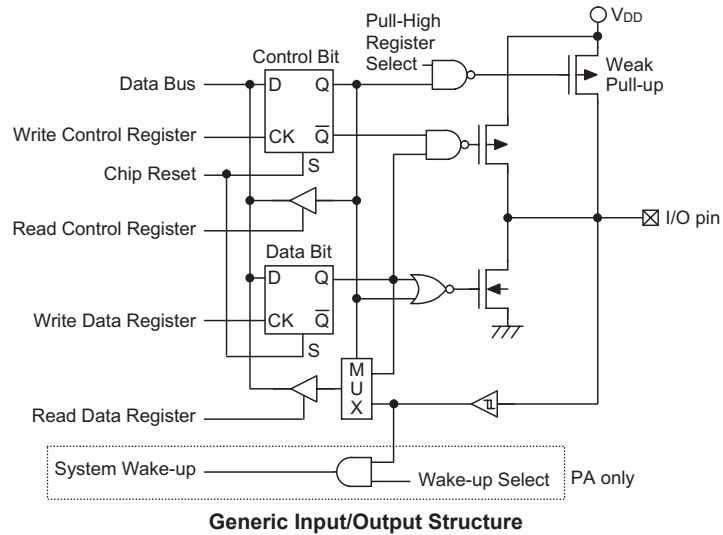 VDD
Pull-High
Register
Select
Control Bit
Weak
Pull-up
Data Bus
D
Q
Write Control Register
CK
Q̅
Chip Reset
S
Read Control Register
I/O pin
Data Bit
D
Q
Write Data Register
CK
Q̅
S
M
U
X
Read Data Register
System Wake-up
Wake-up Select
PA only
Generic Input/Output Structure